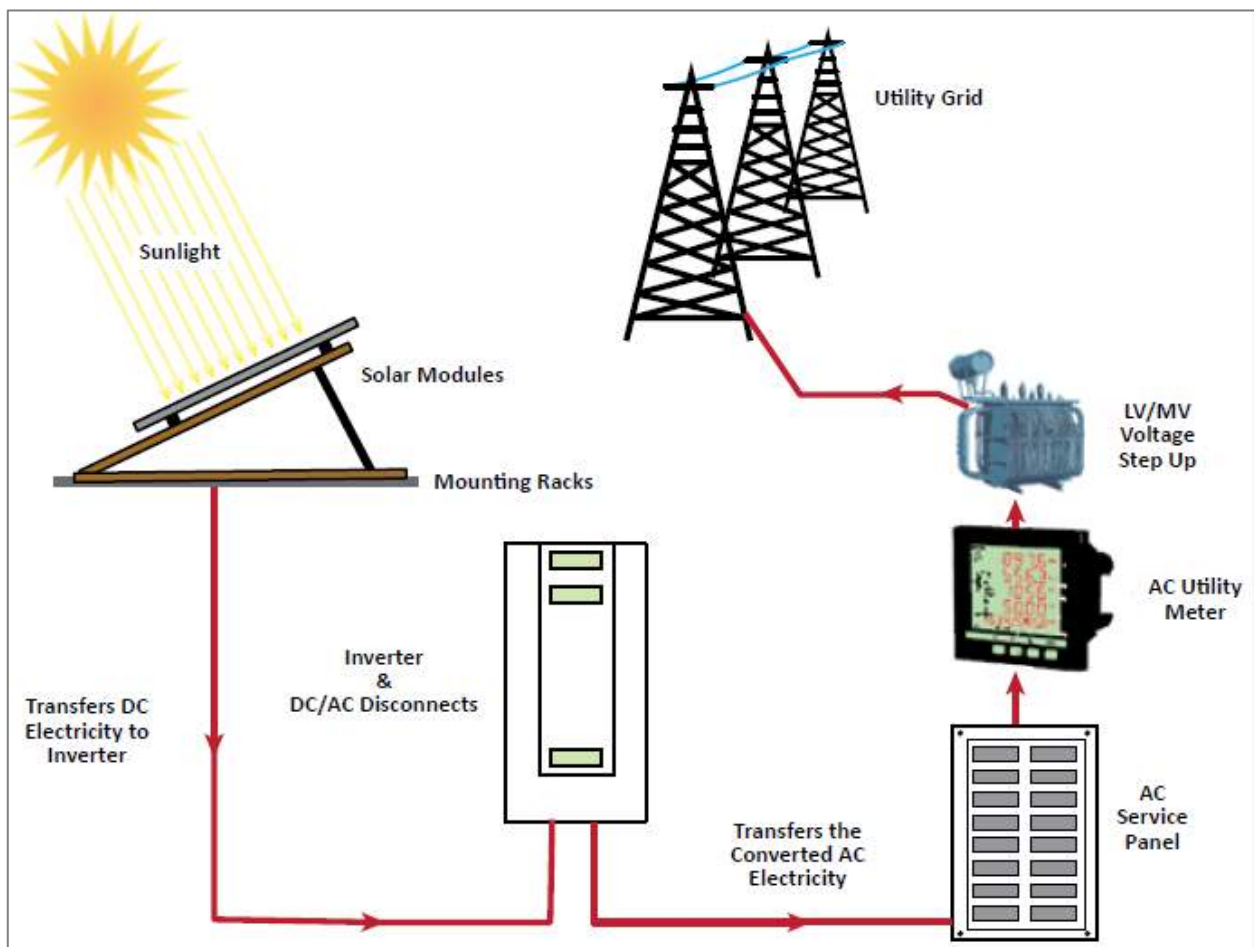 Utility Grid
Sunlight
Solar Modules
LV/MV
Voltage
Step Up
Mounting Racks
AC Utility
Meter
Inverter
&
DC/AC Disconnects
Transfers DC
Electricity to
Inverter
AC
Service
Panel
Transfers the
Converted AC
Electricity